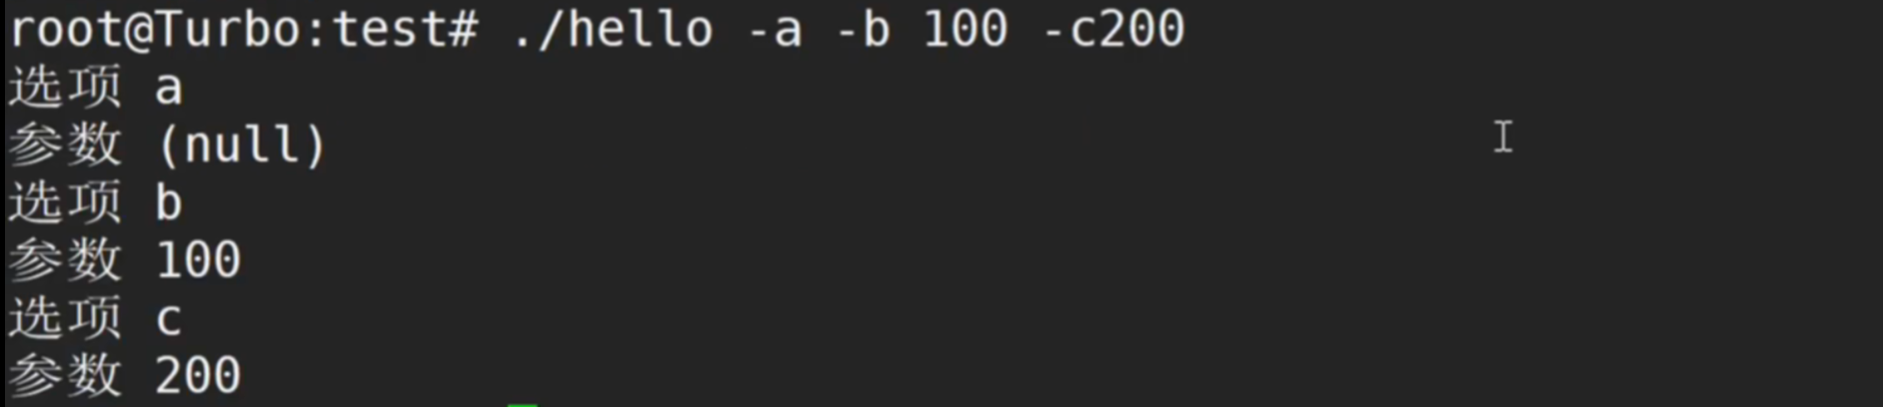 root@Turbo:test# ./hello -a -b 100 -c200
选项 a
参数 (null)
选项 b
参数 100
选项 c
参数 200